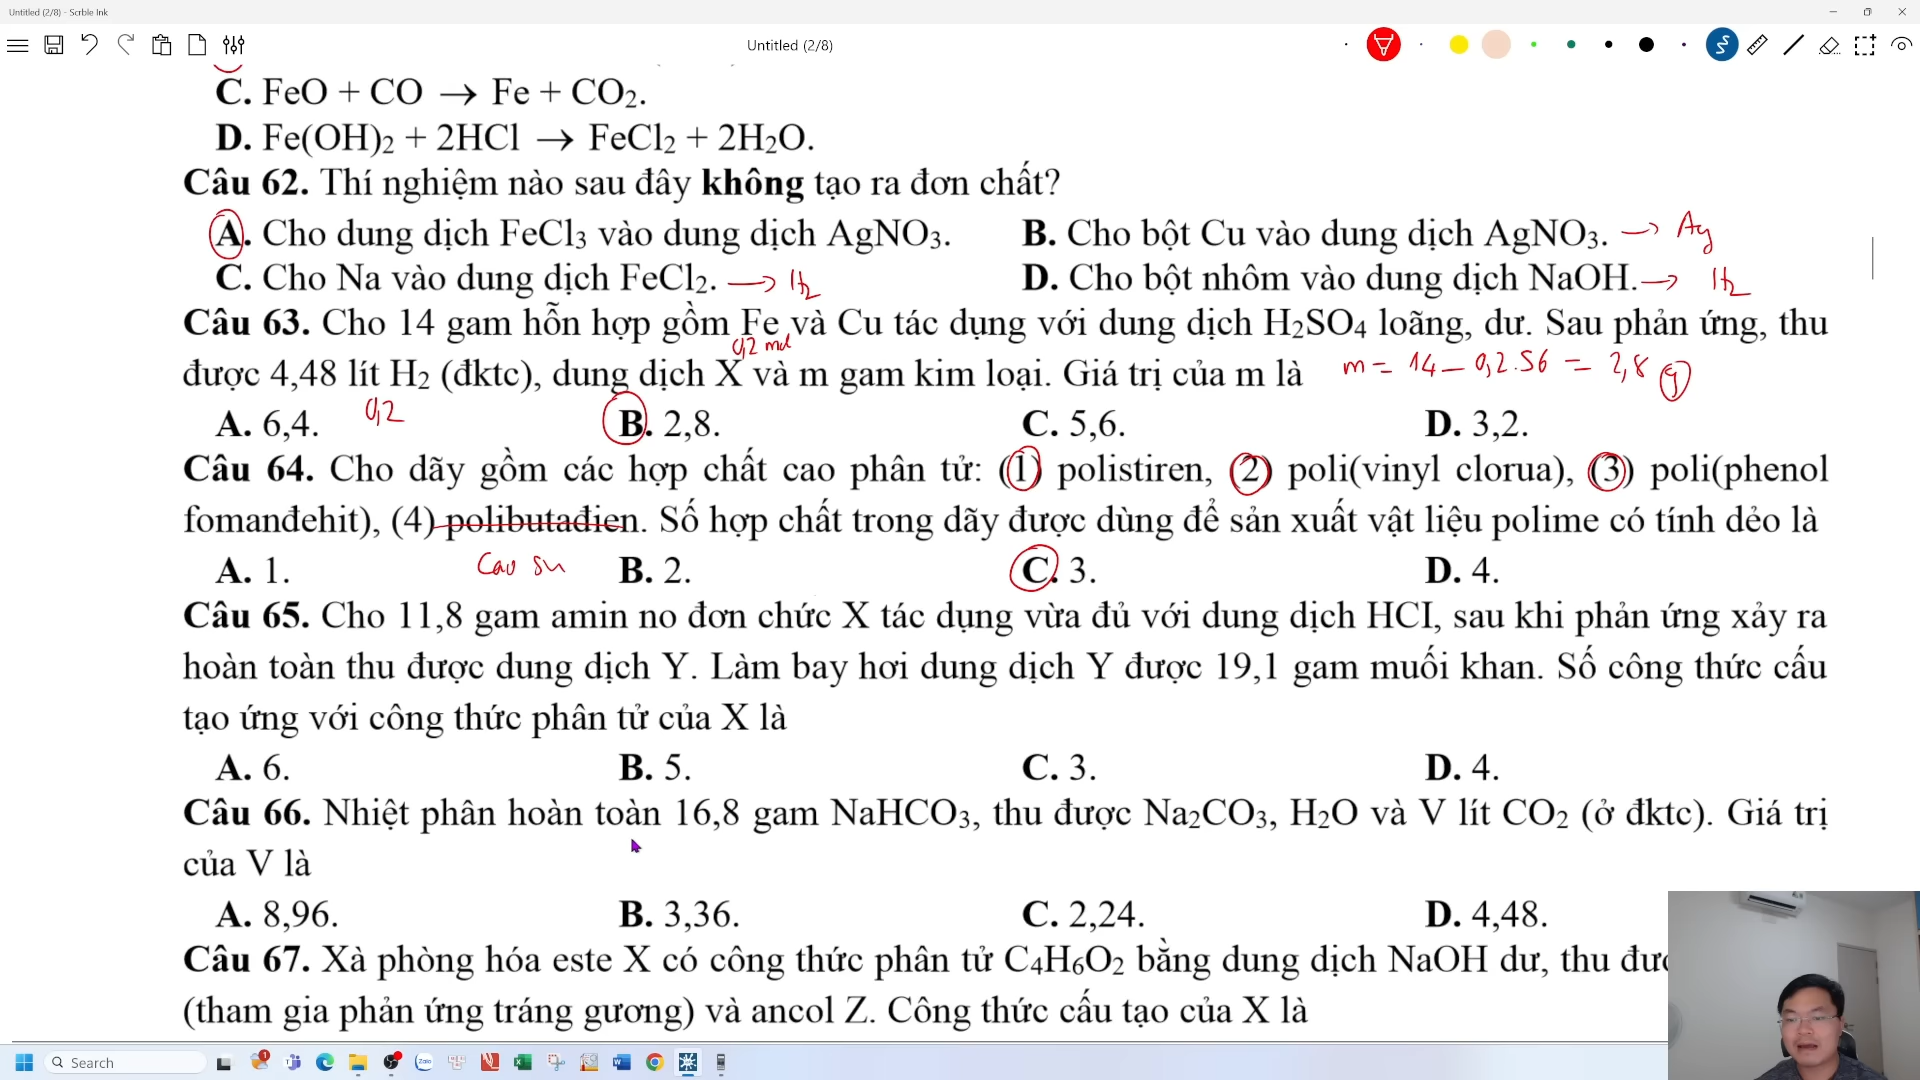 Untitled (2/8) - Scrble Ink
Untitled (2/8)
C. FeO + CO → Fe + CO₂.
D. Fe(OH)₂ + 2HCl → FeCl₂ + 2H₂O.
Câu 62. Thí nghiệm nào sau đây không tạo ra đơn chất?
A. Cho dung dịch FeCl₃ vào dung dịch AgNO₃. B. Cho bột Cu vào dung dịch AgNO₃. → Ag
C. Cho Na vào dung dịch FeCl₂. → H₂ D. Cho bột nhôm vào dung dịch NaOH. → H₂
Câu 63. Cho 14 gam hỗn hợp gồm Fe và Cu tác dụng với dung dịch H₂SO₄ loãng, dư. Sau phản ứng, thu
0,2 mol
được 4,48 lít H₂ (đktc), dung dịch X và m gam kim loại. Giá trị của m là m = 14 – 0,2.56 = 2,8 g
0,2
A. 6,4. B. 2,8. C. 5,6. D. 3,2.
Câu 64. Cho dãy gồm các hợp chất cao phân tử: (1) polistiren, (2) poli(vinyl clorua), (3) poli(phenol
fomanđehit), (4) polibutađien. Số hợp chất trong dãy được dùng để sản xuất vật liệu polime có tính dẻo là
Cao su
A. 1. B. 2. C. 3. D. 4.
Câu 65. Cho 11,8 gam amin no đơn chức X tác dụng vừa đủ với dung dịch HCI, sau khi phản ứng xảy ra
hoàn toàn thu được dung dịch Y. Làm bay hơi dung dịch Y được 19,1 gam muối khan. Số công thức cấu
tạo ứng với công thức phân tử của X là
A. 6. B. 5. C. 3. D. 4.
Câu 66. Nhiệt phân hoàn toàn 16,8 gam NaHCO₃, thu được Na₂CO₃, H₂O và V lít CO₂ (ở đktc). Giá trị
của V là
A. 8,96. B. 3,36. C. 2,24. D. 4,48.
Câu 67. Xà phòng hóa este X có công thức phân tử C₄H₆O₂ bằng dung dịch NaOH dư, thu
(tham gia phản ứng tráng gương) và ancol Z. Công thức cấu tạo của X là
Search